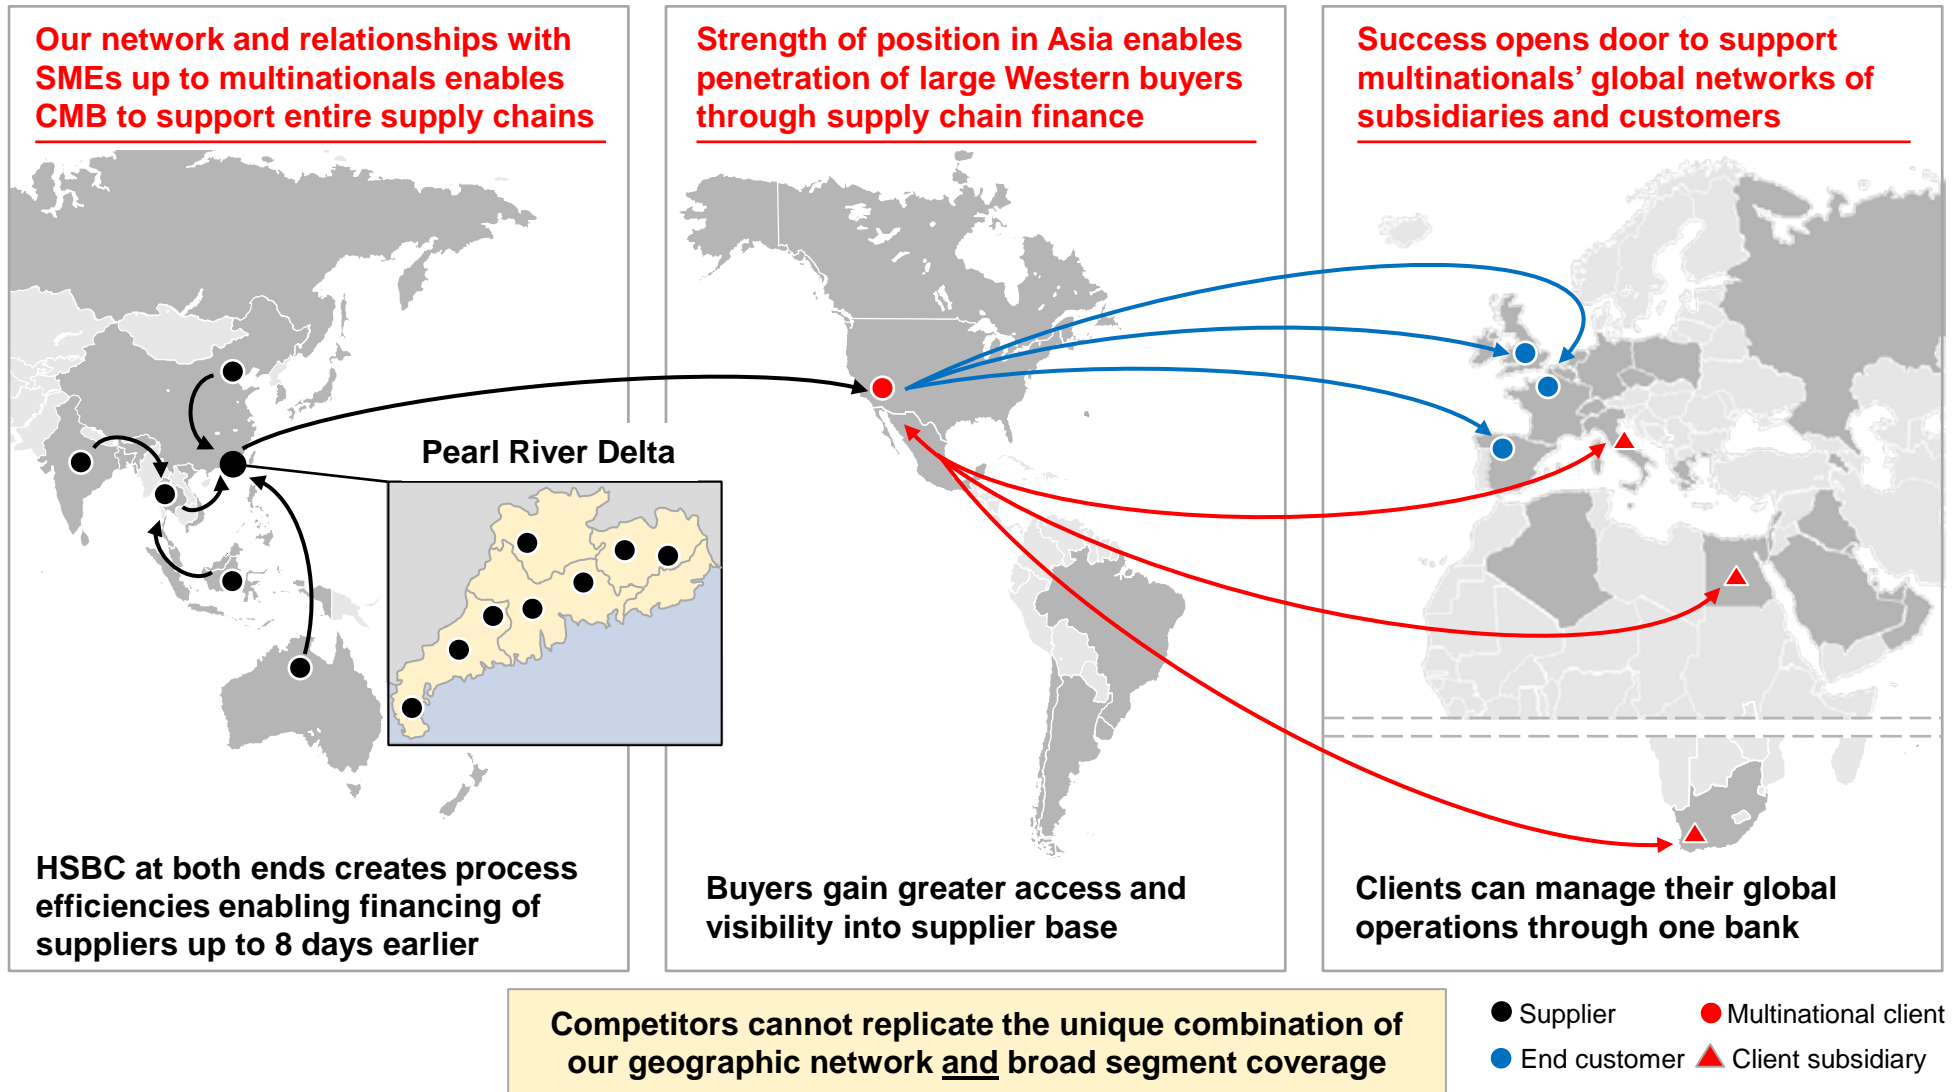 Our network and relationships with
SMEs up to multinationals enables
CMB to support entire supply chains
Strength of position in Asia enables
penetration of large Western buyers
through supply chain finance
Success opens door to support
multinationals’ global networks of
subsidiaries and customers
Pearl River Delta
HSBC at both ends creates process
efficiencies enabling financing of
suppliers up to 8 days earlier
Buyers gain greater access and
visibility into supplier base
Clients can manage their global
operations through one bank
Competitors cannot replicate the unique combination of
our geographic network and broad segment coverage
Supplier
Multinational client
End customer
Client subsidiary